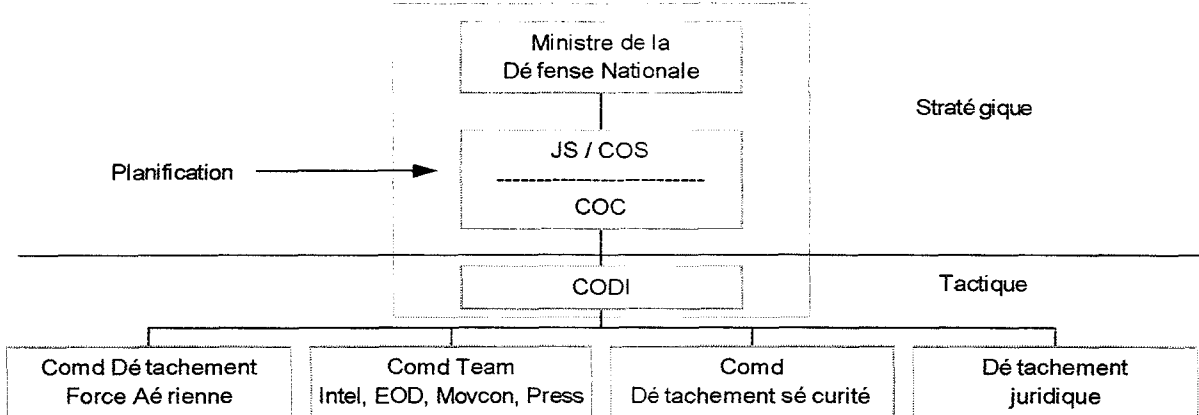 Ministre de la
Défense Nationale
Stratégique
JS / COS
Planification
COC
CODI
Tactique
Comd Détachement
Force Aérienne
Comd Team
Intel, EOD, Movcon, Press
Comd
Détachement sécurité
Détachement
juridique